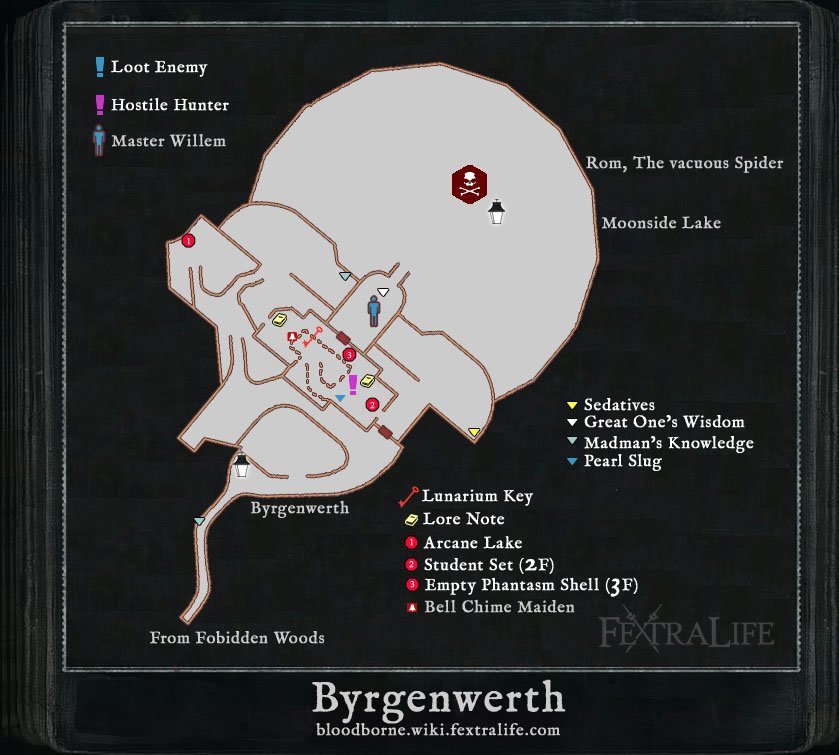 Loot Enemy
Hostile Hunter
Master Willem
Rom, The vacuous Spider
Moonside Lake
1
3
2
Sedatives
Great One's Wisdom
Madman's Knowledge
Pearl Slug
Byrgenwerth
Lunarium Key
Lore Note
1 Arcane Lake
2 Student Set (2F)
3 Empty Phantasm Shell (3F)
Bell Chime Maiden
From Fobidden Woods
FEXTRALIFE
Byrgenwerth
bloodborne.wiki.fextralife.com